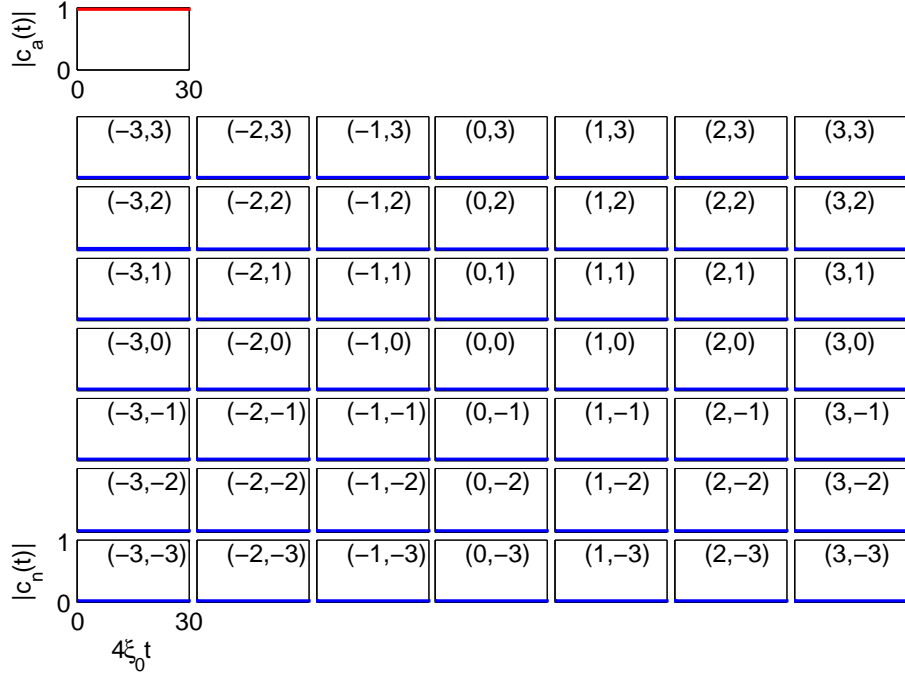 1
|c_a(t)|
0
0 30
(−3,3) (−2,3) (−1,3) (0,3) (1,3) (2,3) (3,3)
(−3,2) (−2,2) (−1,2) (0,2) (1,2) (2,2) (3,2)
(−3,1) (−2,1) (−1,1) (0,1) (1,1) (2,1) (3,1)
(−3,0) (−2,0) (−1,0) (0,0) (1,0) (2,0) (3,0)
(−3,−1) (−2,−1) (−1,−1) (0,−1) (1,−1) (2,−1) (3,−1)
(−3,−2) (−2,−2) (−1,−2) (0,−2) (1,−2) (2,−2) (3,−2)
1 (−3,−3) (−2,−3) (−1,−3) (0,−3) (1,−3) (2,−3) (3,−3)
|c_n(t)|
0
0 30
4ξ_0t